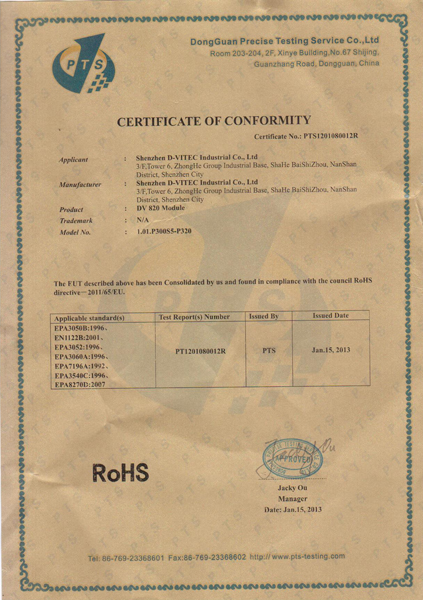 PTS
DongGuan Precise Testing Service Co.,Ltd
Room 203-204, 2F, Xinye Building,No.67 Shijing,
Guanzhang Road, Dongguan, China
CERTIFICATE OF CONFORMITY
Certificate No.: PTS1201080012R
Applicant : Shenzhen D-VITEC Industrial Co., Ltd
3/F,Tower 6, ZhongHe Group Industrial Base, ShaHe BaiShiZhou, NanShan
District, Shenzhen City
Manufacturer : Shenzhen D-VITEC Industrial Co., Ltd
3/F,Tower 6, ZhongHe Group Industrial Base, ShaHe BaiShiZhou, NanShan
District, Shenzhen City
Product : DV 820 Module
Trademark : N/A
Model No. : 1.01.P300S5-P320
The EUT described above has been Consolidated by us and found in compliance with the council RoHS
directive－2011/65/EU.
Applicable standard(s) Test Report(s) Number Issued By Issued Date
EPA3050B:1996、
EN1122B:2001、
EPA3052:1996、
EPA3060A:1996、
EPA7196A:1992、
EPA3540C:1996、
EPA8270D:2007
PT1201080012R PTS Jan.15, 2013
RoHS
APPROVED
Jacky Ou
Manager
Date: Jan.15, 2013
Tel: 86-769-23368601 Fax:86-769-23368602 http://www.pts-testing.com